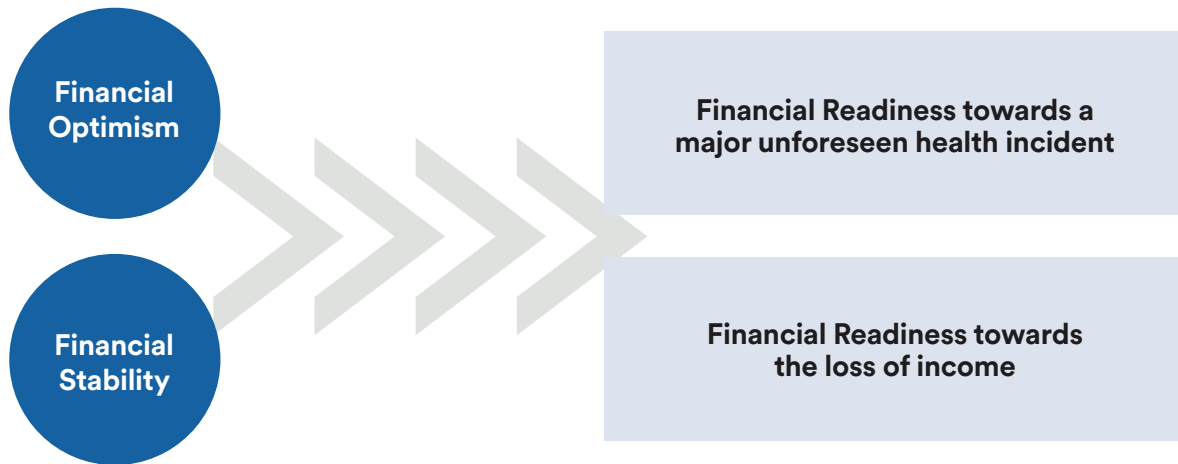 Financial
Optimism
Financial Readiness towards a
major unforeseen health incident
Financial
Stability
Financial Readiness towards
the loss of income